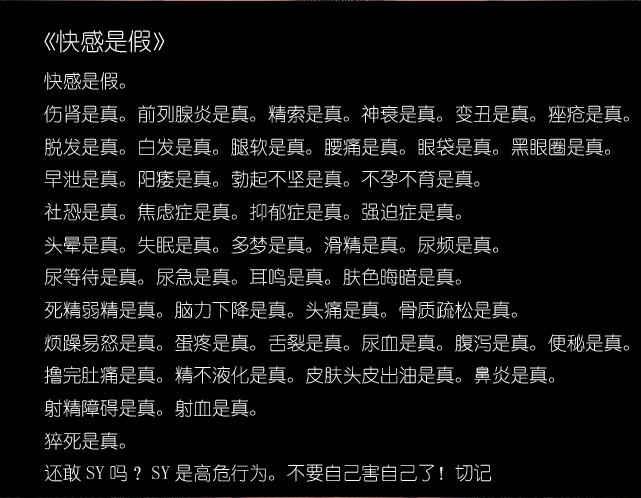 《快感是假》
快感是假。
伤肾是真。前列腺炎是真。精索是真。神衰是真。变丑是真。痤疮是真。
脱发是真。白发是真。腿软是真。腰痛是真。眼袋是真。黑眼圈是真。
早泄是真。阳痿是真。勃起不坚是真。不孕不育是真。
社恐是真。焦虑症是真。抑郁症是真。强迫症是真。
头晕是真。失眠是真。多梦是真。滑精是真。尿频是真。
尿等待是真。尿急是真。耳鸣是真。肤色晦暗是真。
死精弱精是真。脑力下降是真。头痛是真。骨质疏松是真。
烦躁易怒是真。蛋疼是真。舌裂是真。尿血是真。腹泻是真。便秘是真。
撸完肚痛是真。精不液化是真。皮肤头皮出油是真。鼻炎是真。
射精障碍是真。射血是真。
猝死是真。
还敢 SY 吗？SY 是高危行为。不要自己害自己了！切记